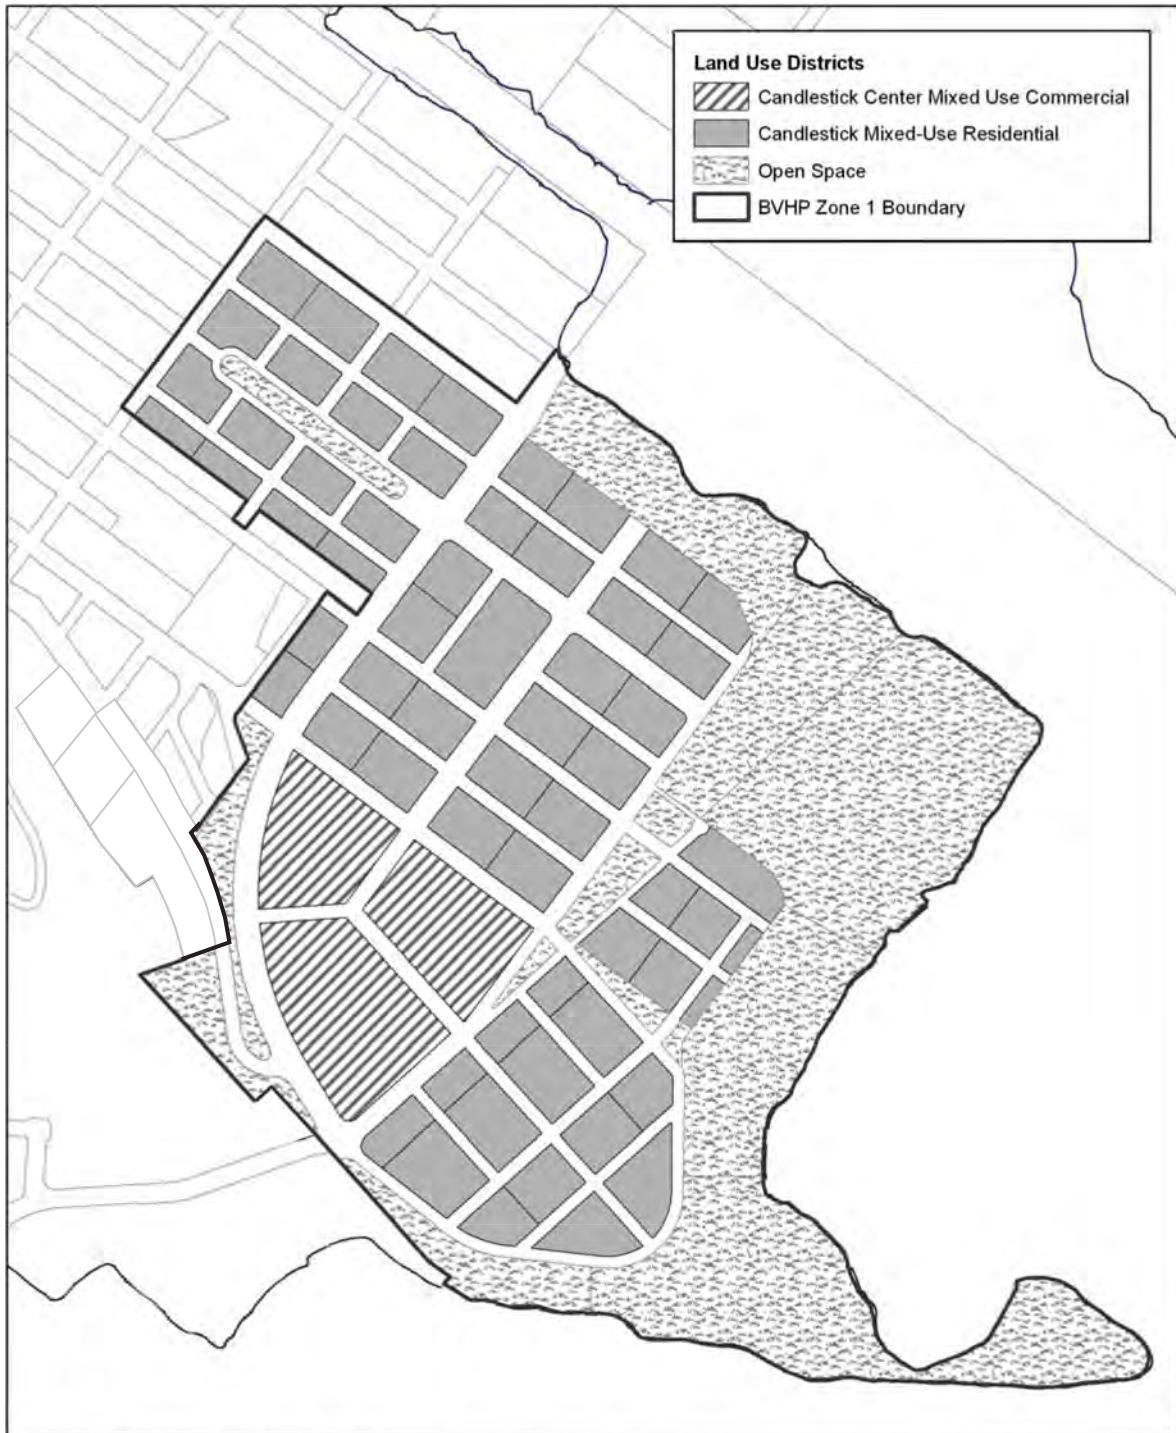 Land Use Districts
Candlestick Center Mixed Use Commercial
Candlestick Mixed-Use Residential
Open Space
BVHP Zone 1 Boundary